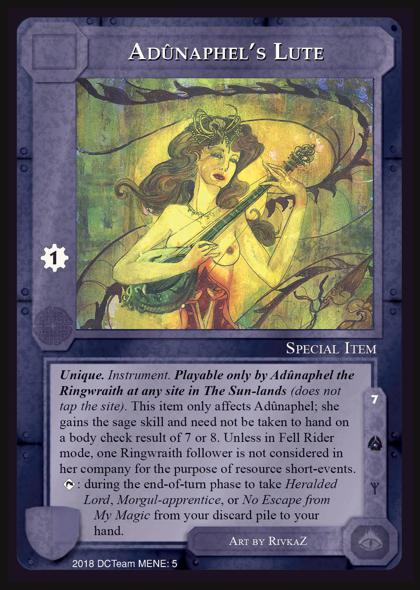 Adûnaphel's Lute
1
Special Item
Unique. Instrument. Playable only by Adûnaphel the
Ringwraith at any site in The Sun-lands (does not
tap the site). This item only affects Adûnaphel; she
gains the sage skill and need not be taken to hand on
a body check result of 7 or 8. Unless in Fell Rider
mode, one Ringwraith follower is not considered in
her company for the purpose of resource short-events.
: during the end-of-turn phase to take Heralded
Lord, Morgul-apprentice, or No Escape from
My Magic from your discard pile to your
hand.
7
Art by RivkaZ
2018 DCTeam MENE: 5